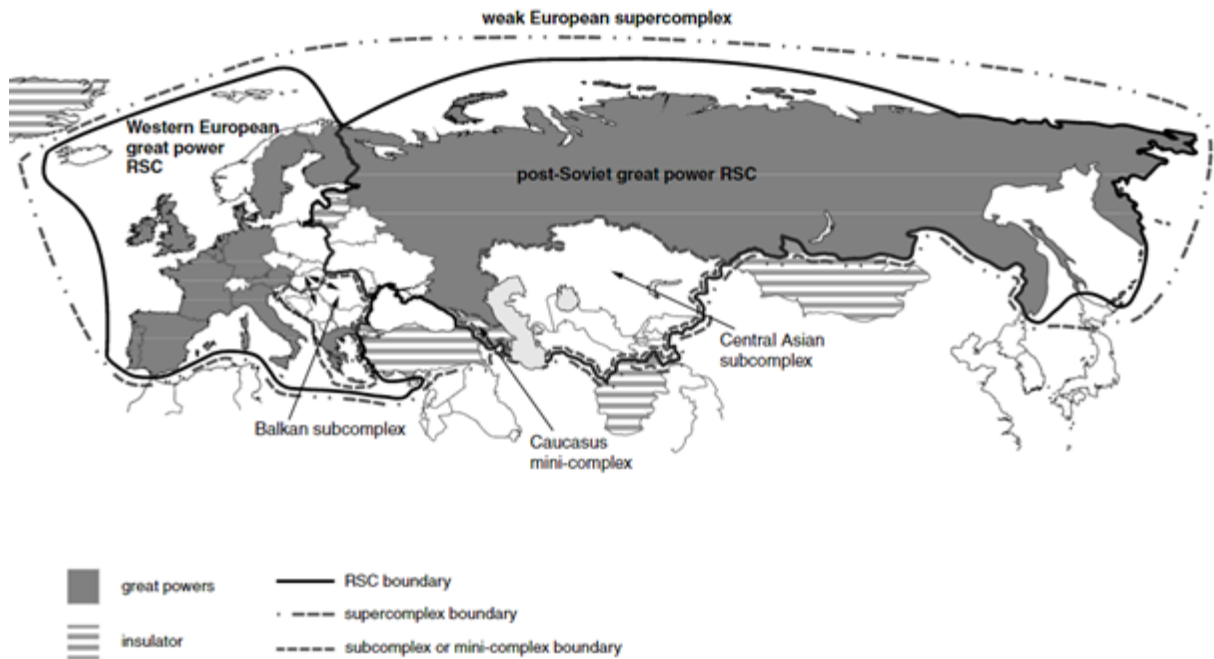 weak European supercomplex
Western European
great power
RSC
post-Soviet great power RSC
Central Asian
subcomplex
Balkan subcomplex
Caucasus
mini-complex
great powers
RSC boundary
supercomplex boundary
insulator
subcomplex or mini-complex boundary